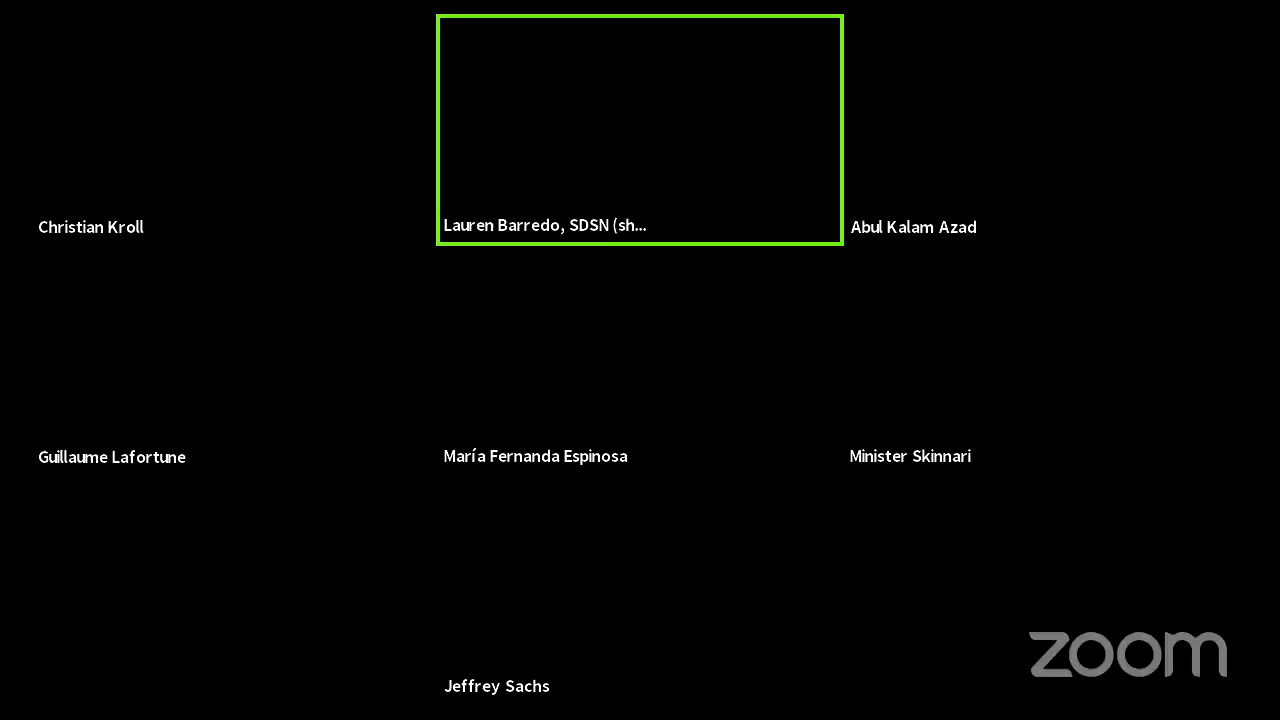 Christian Kroll
Lauren Barredo, SDSN (sh...
Abul Kalam Azad
Guillaume Lafortune
María Fernanda Espinosa
Minister Skinnari
Jeffrey Sachs
zoom